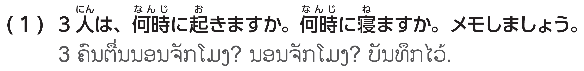 (1) 3人は、何時に起きますか。何時に寝ますか。メモしましょう。
3 ຄົນຕື່ນນອນຈັກໂມງ? ນອນຈັກໂມງ? ບັນທຶກໄວ້.